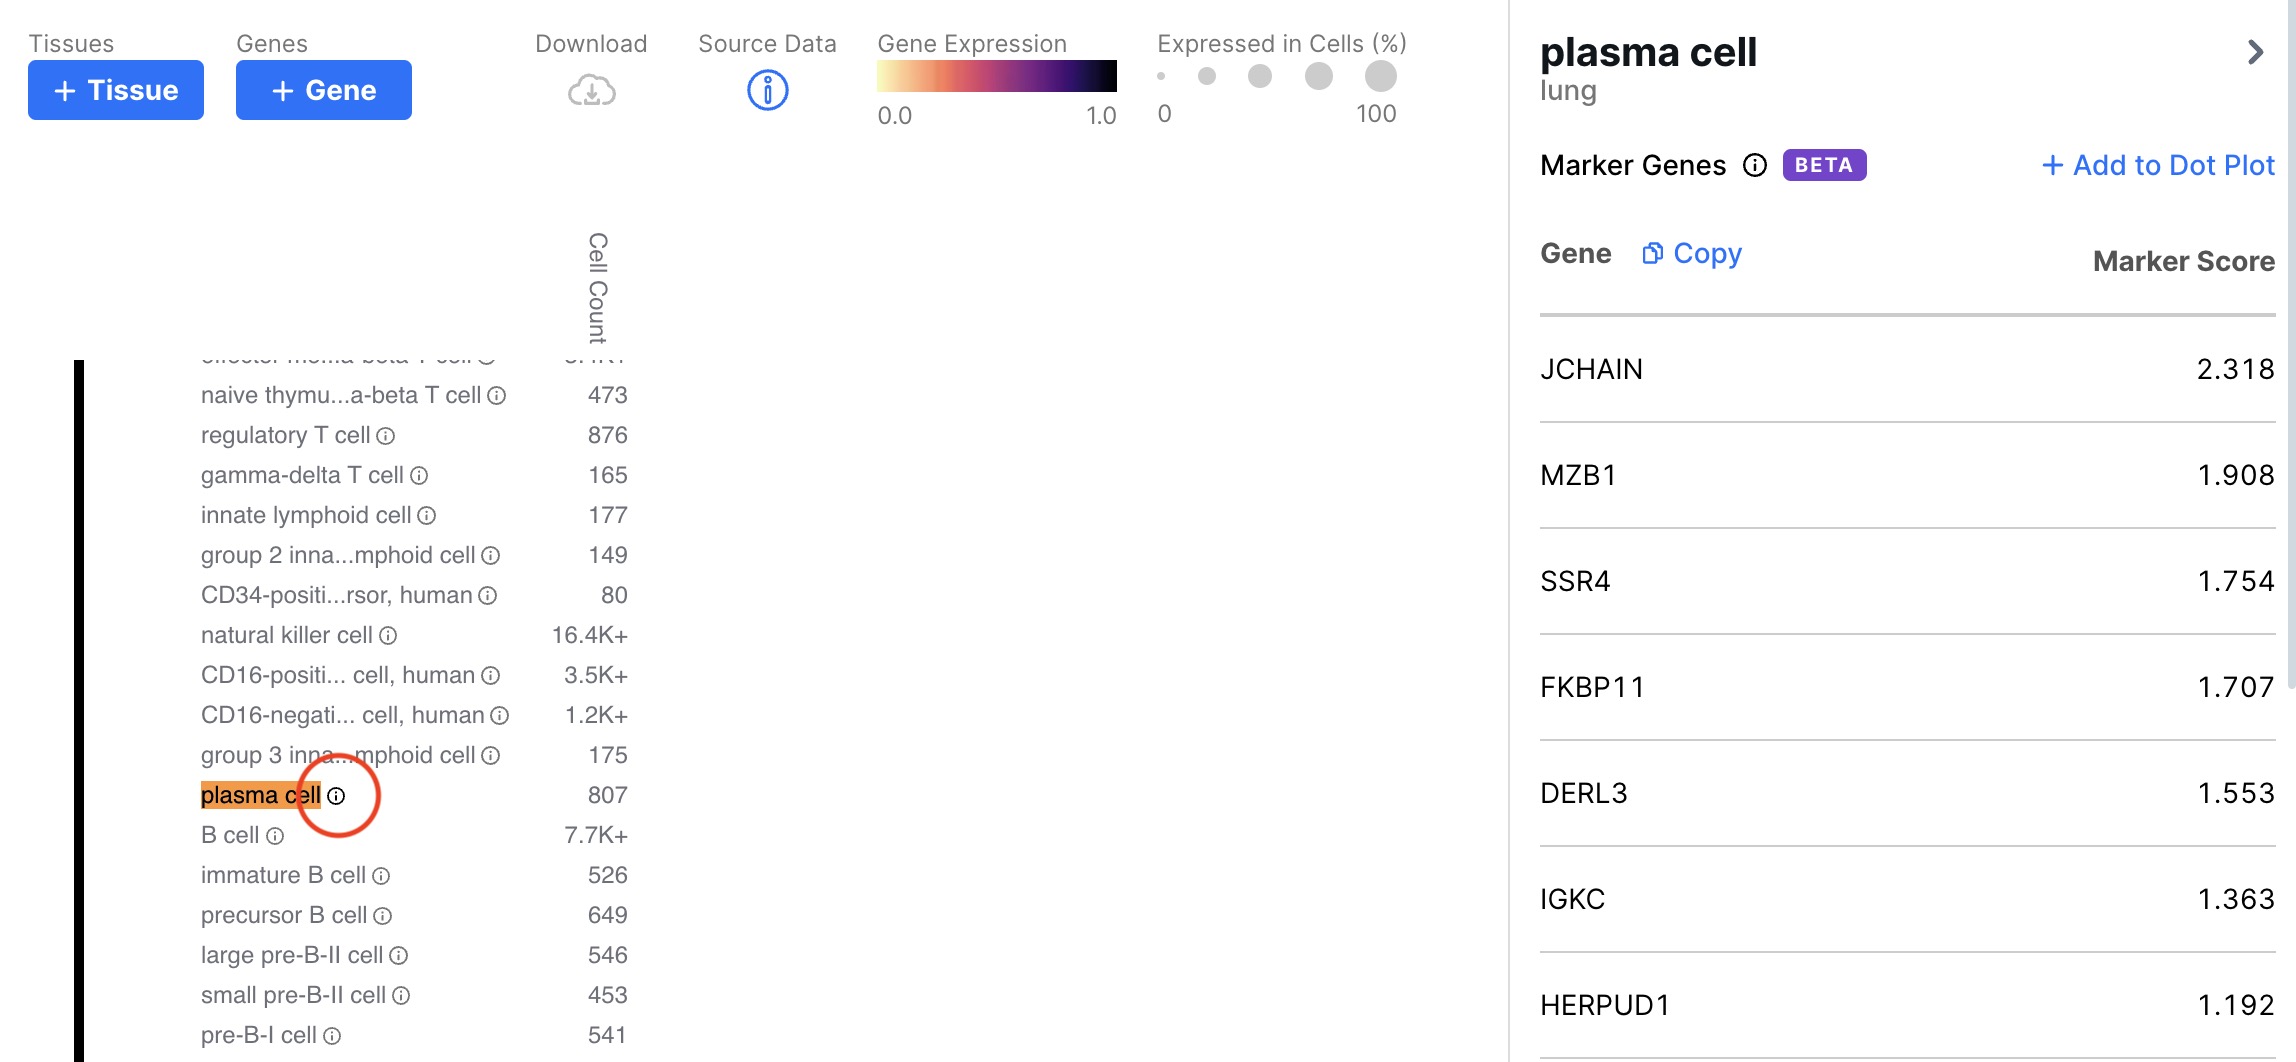 Tissues
+ Tissue
Genes
+ Gene
Download
Source Data
Gene Expression
0.0 1.0
Expressed in Cells (%)
0 100
Cell Count
naive thymu...a-beta T cell 473
regulatory T cell 876
gamma-delta T cell 165
innate lymphoid cell 177
group 2 inna...mphoid cell 149
CD34-positi...rsor, human 80
natural killer cell 16.4K+
CD16-positi... cell, human 3.5K+
CD16-negati... cell, human 1.2K+
group 3 inna...mphoid cell 175
plasma cell 807
B cell 7.7K+
immature B cell 526
precursor B cell 649
large pre-B-II cell 546
small pre-B-II cell 453
pre-B-I cell 541
plasma cell
lung
Marker Genes BETA + Add to Dot Plot
Gene Copy Marker Score
JCHAIN 2.318
MZB1 1.908
SSR4 1.754
FKBP11 1.707
DERL3 1.553
IGKC 1.363
HERPUD1 1.192